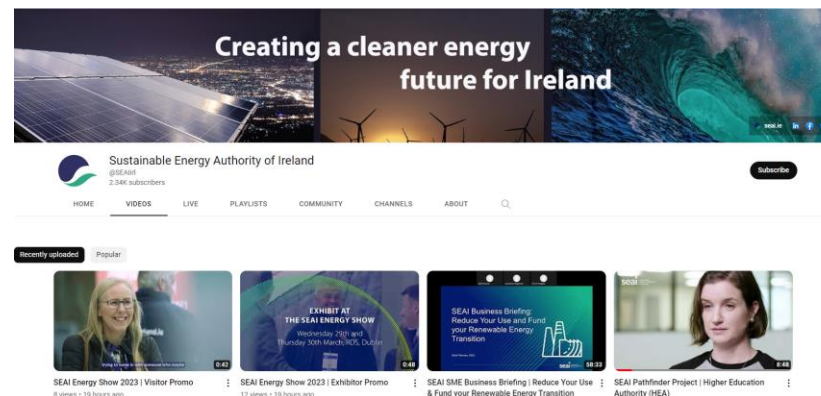 Creating a cleaner energy
future for Ireland
seai.ie
Sustainable Energy Authority of Ireland
@SEAIirl
2.34K subscribers
Subscribe
HOME VIDEOS LIVE PLAYLISTS COMMUNITY CHANNELS ABOUT
Recently uploaded Popular
EXHIBIT AT
THE SEAI ENERGY SHOW
Wednesday 29th and
Thursday 30th March, RDS, Dublin
SEAI Business Briefing:
Reduce Your Use and Fund
your Renewable Energy
Transition
seai
seai
0:42
0:48
58:33
8:48
SEAI Energy Show 2023 | Visitor Promo
8 views • 19 hours ago
SEAI Energy Show 2023 | Exhibitor Promo
12 views • 19 hours ago
SEAI SME Business Briefing | Reduce Your Use
& Fund your Renewable Energy Transition
SEAI Pathfinder Project | Higher Education
Authority (HEA)